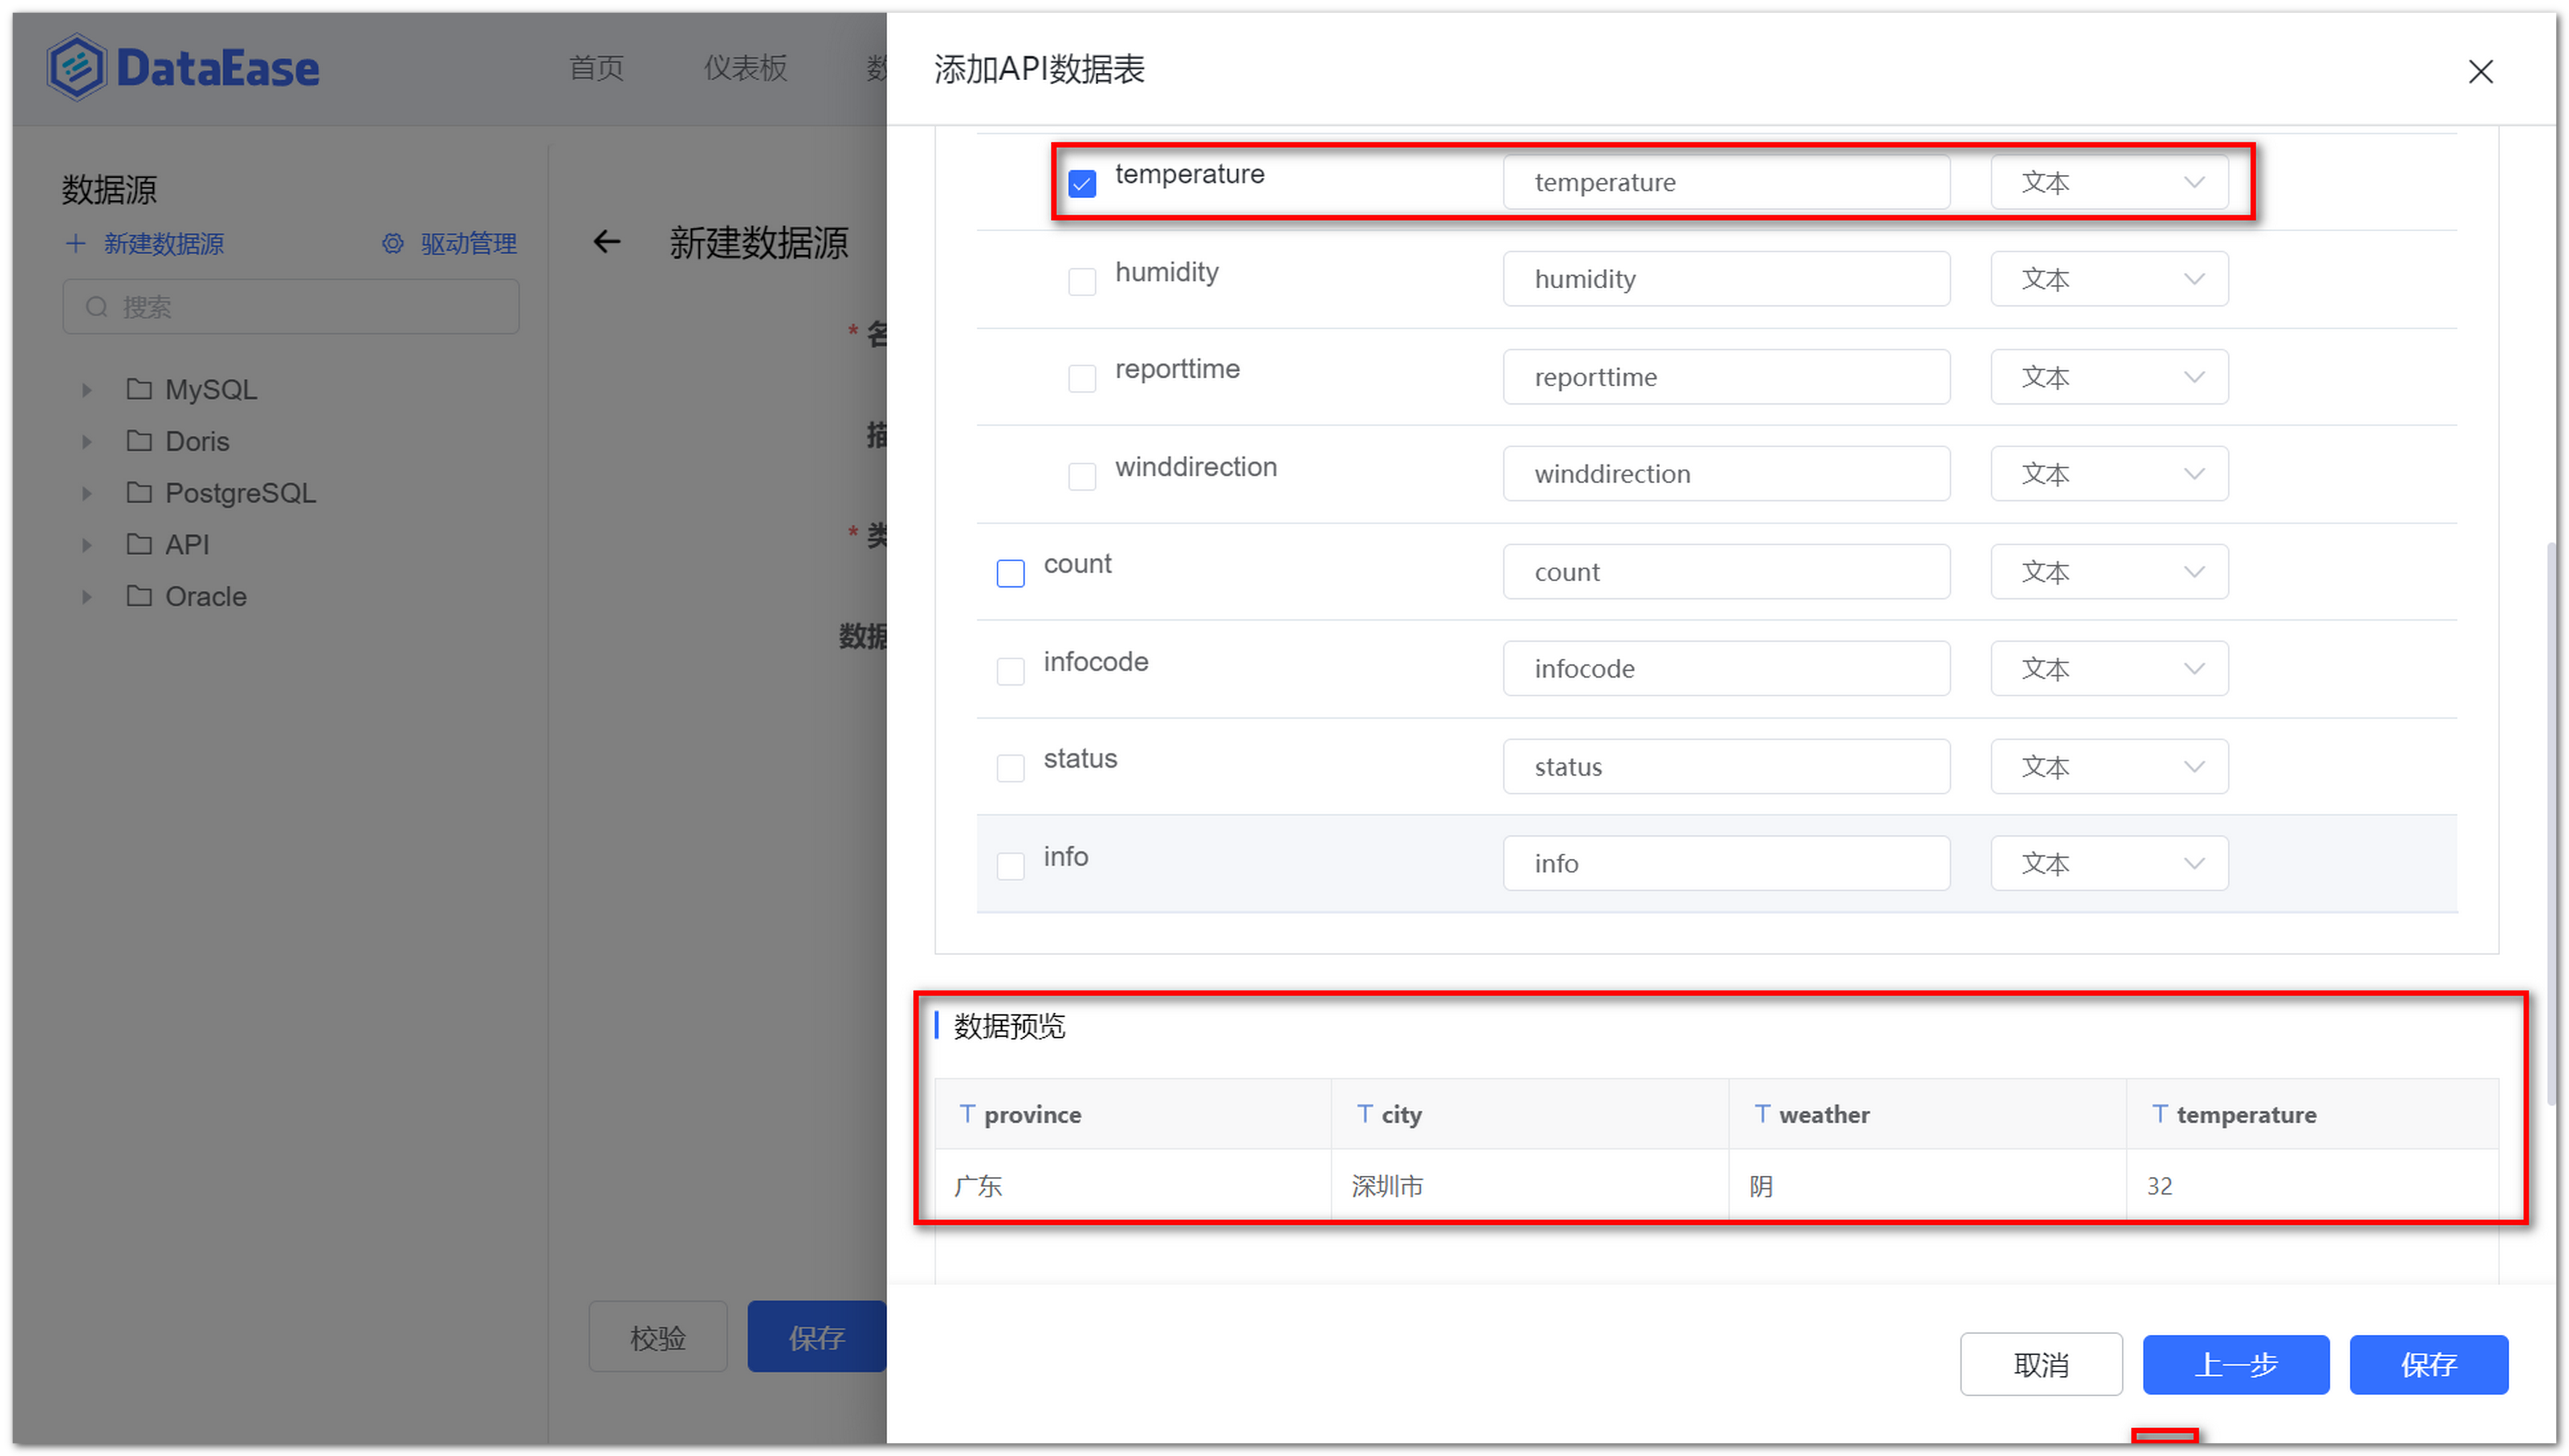 DataEase
首页
仪表板
数
数据源
新建数据源
驱动管理
搜索
MySQL
Doris
PostgreSQL
API
Oracle
新建数据源
* 名
描
* 类
数据
校验
保存
添加API数据表
temperature temperature 文本
humidity humidity 文本
reporttime reporttime 文本
winddirection winddirection 文本
count count 文本
infocode infocode 文本
status status 文本
info info 文本
数据预览
T province T city T weather T temperature
广东 深圳市 阴 32
取消 上一步 保存